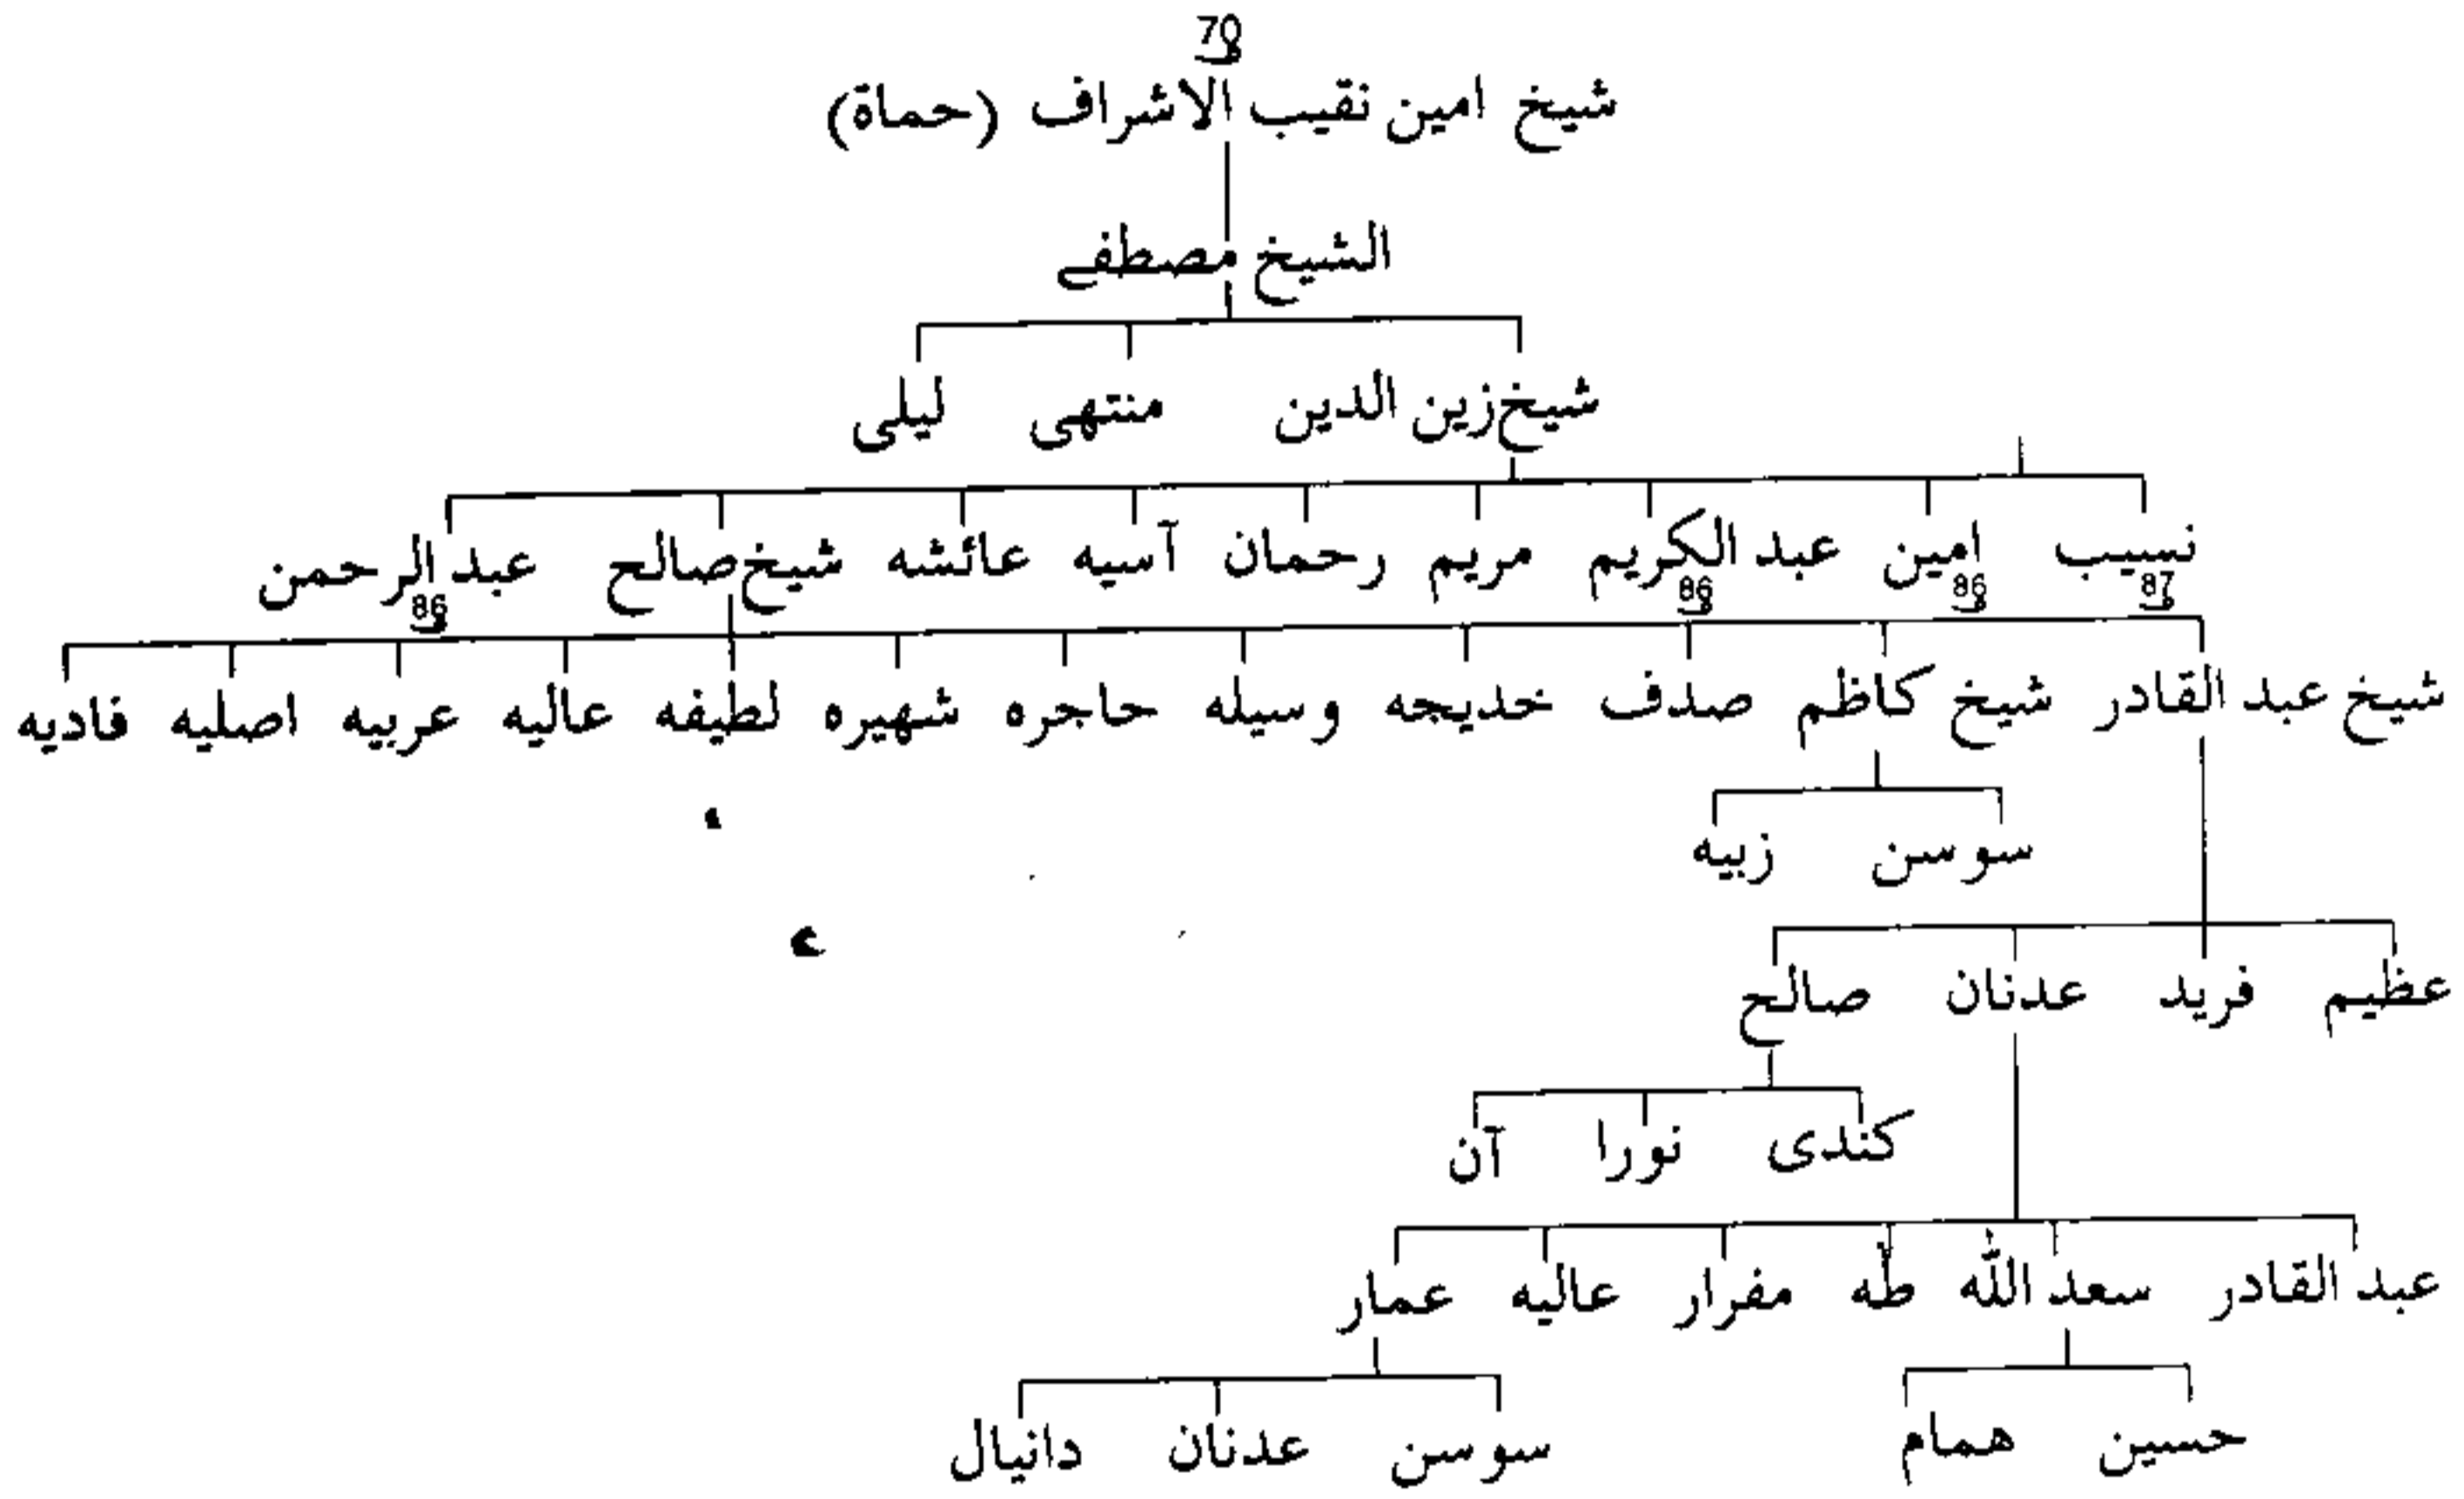 70
شيخ امين نقيب الاشراف (حماة)
الشيخ مصطفے
شيخ زين الدين منتهى ليلى
نسيب امين عبد الكريم مريم رحمان آسيه عائشه شيخ صالح عبد الرحمن
87 86 86 86
شيخ عبد القادر شيخ كاظم صدف خديجه وسيله حاجره شهيره لطيفه عاليه عربيه اصليه فاديه
سوسن زبيه
عظيم فريد عدنان صالح
كندى نورا آن
عبد القادر سعد الله طٰه مفرار عاليه عمار
حسين همام
سوسن عدنان دانيال